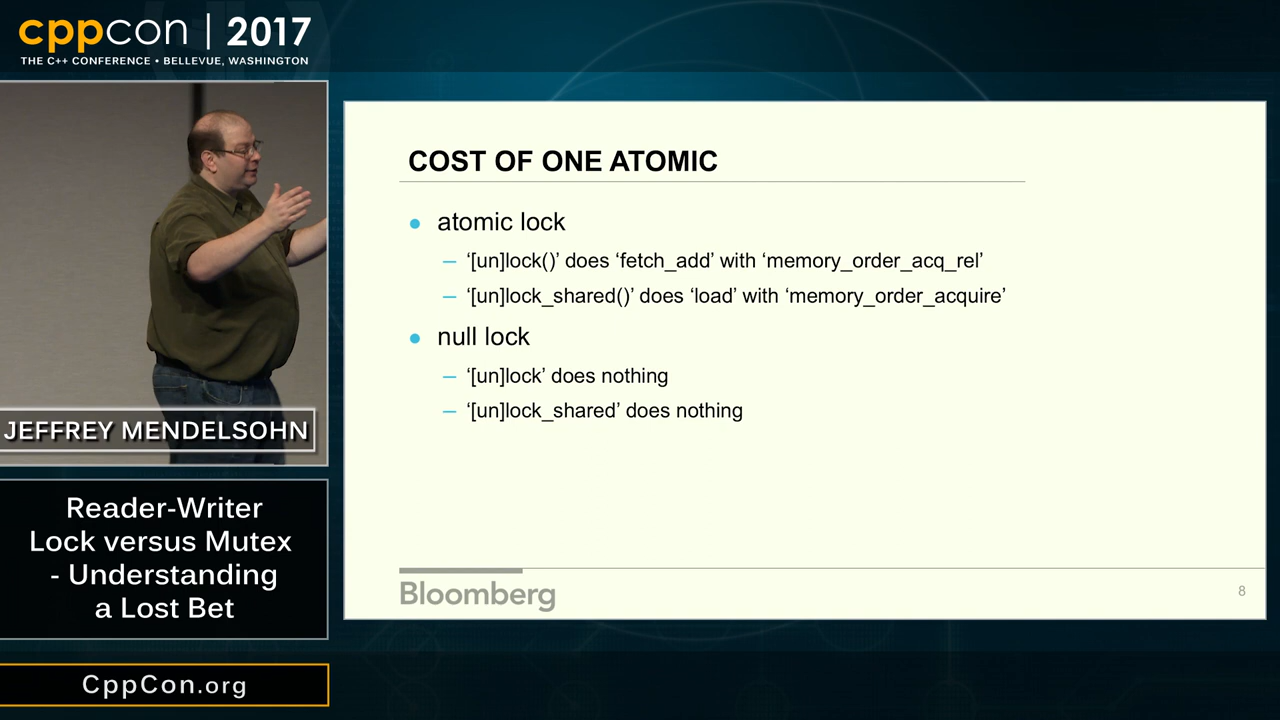 cppcon | 2017
THE C++ CONFERENCE • BELLEVUE, WASHINGTON
JEFFREY MENDELSOHN
Reader-Writer
Lock versus Mutex
- Understanding
a Lost Bet
CppCon.org
COST OF ONE ATOMIC
• atomic lock
– ‘[un]lock()’ does ‘fetch_add’ with ‘memory_order_acq_rel’
– ‘[un]lock_shared()’ does ‘load’ with ‘memory_order_acquire’
• null lock
– ‘[un]lock’ does nothing
– ‘[un]lock_shared’ does nothing
Bloomberg
8